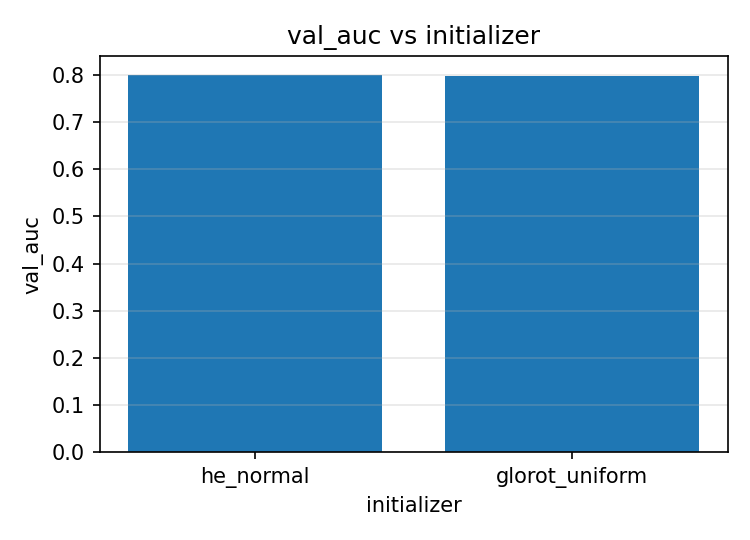 val_auc vs initializer
val_auc
0.8
0.7
0.6
0.5
0.4
0.3
0.2
0.1
0.0
he_normal glorot_uniform
initializer